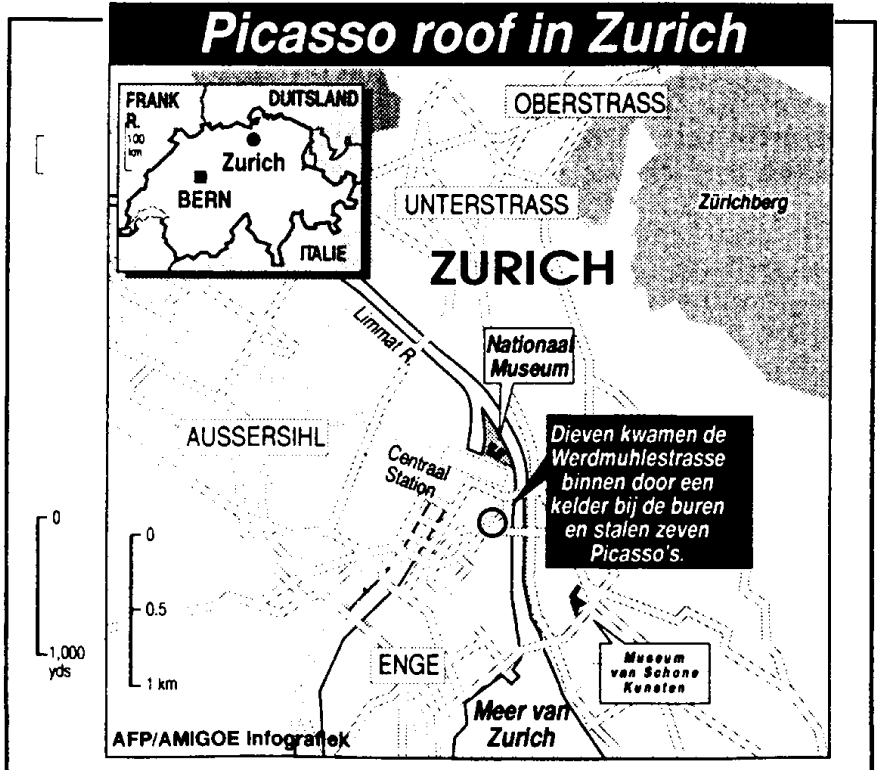 Picasso roof in Zurich
FRANK
R.
DUITSLAND
100
km
Zurich
BERN
ITALIE
OBERSTRASS
UNTERSTRASS
Zürichberg
ZURICH
Limmat R.
Nationaal
Museum
AUSSERSIHL
Centraal
Station
Dieven kwamen de
Werdmuhlestrasse
binnen door een
kelder bij de buren
en stalen zeven
Picasso's.
0
1,000
yds
0
0.5
1 km
ENGE
Museum
van Schone
Kunsten
Meer van
Zurich
AFP/AMIGOE Infografiek